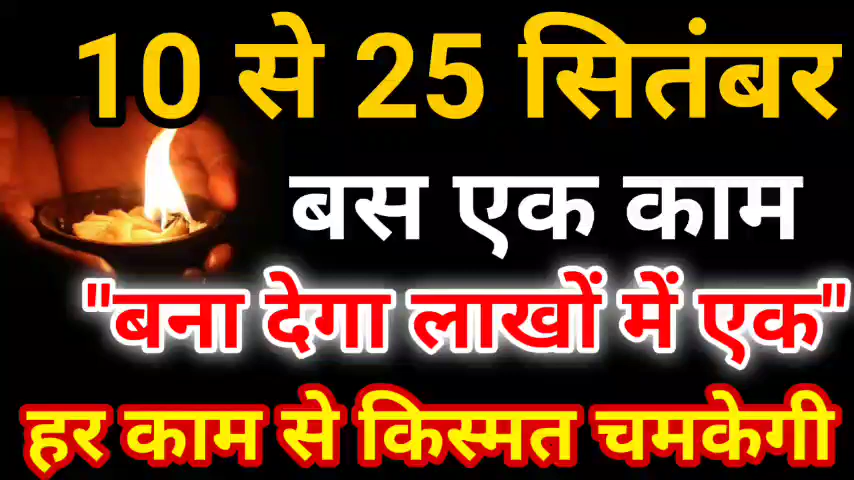 10 से 25 सितंबर
बस एक काम
"बना देगा लाखों में एक"
हर काम से किस्मत चमकेगी